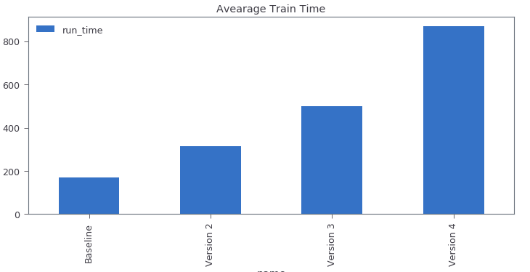 Avearage Train Time
run_time
800
600
400
200
0
Baseline
Version 2
Version 3
Version 4